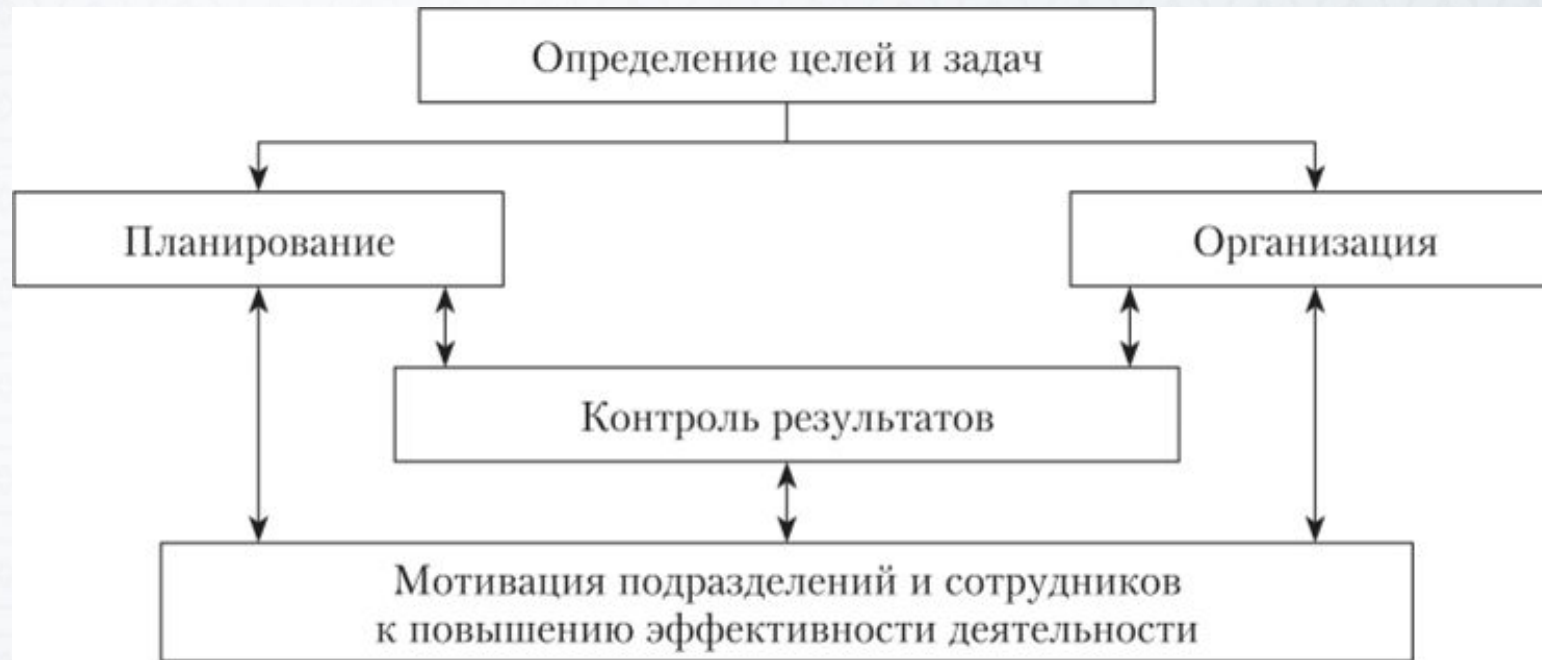 Определение целей и задач
Планирование
Организация
Контроль результатов
Мотивация подразделений и сотрудников
к повышению эффективности деятельности